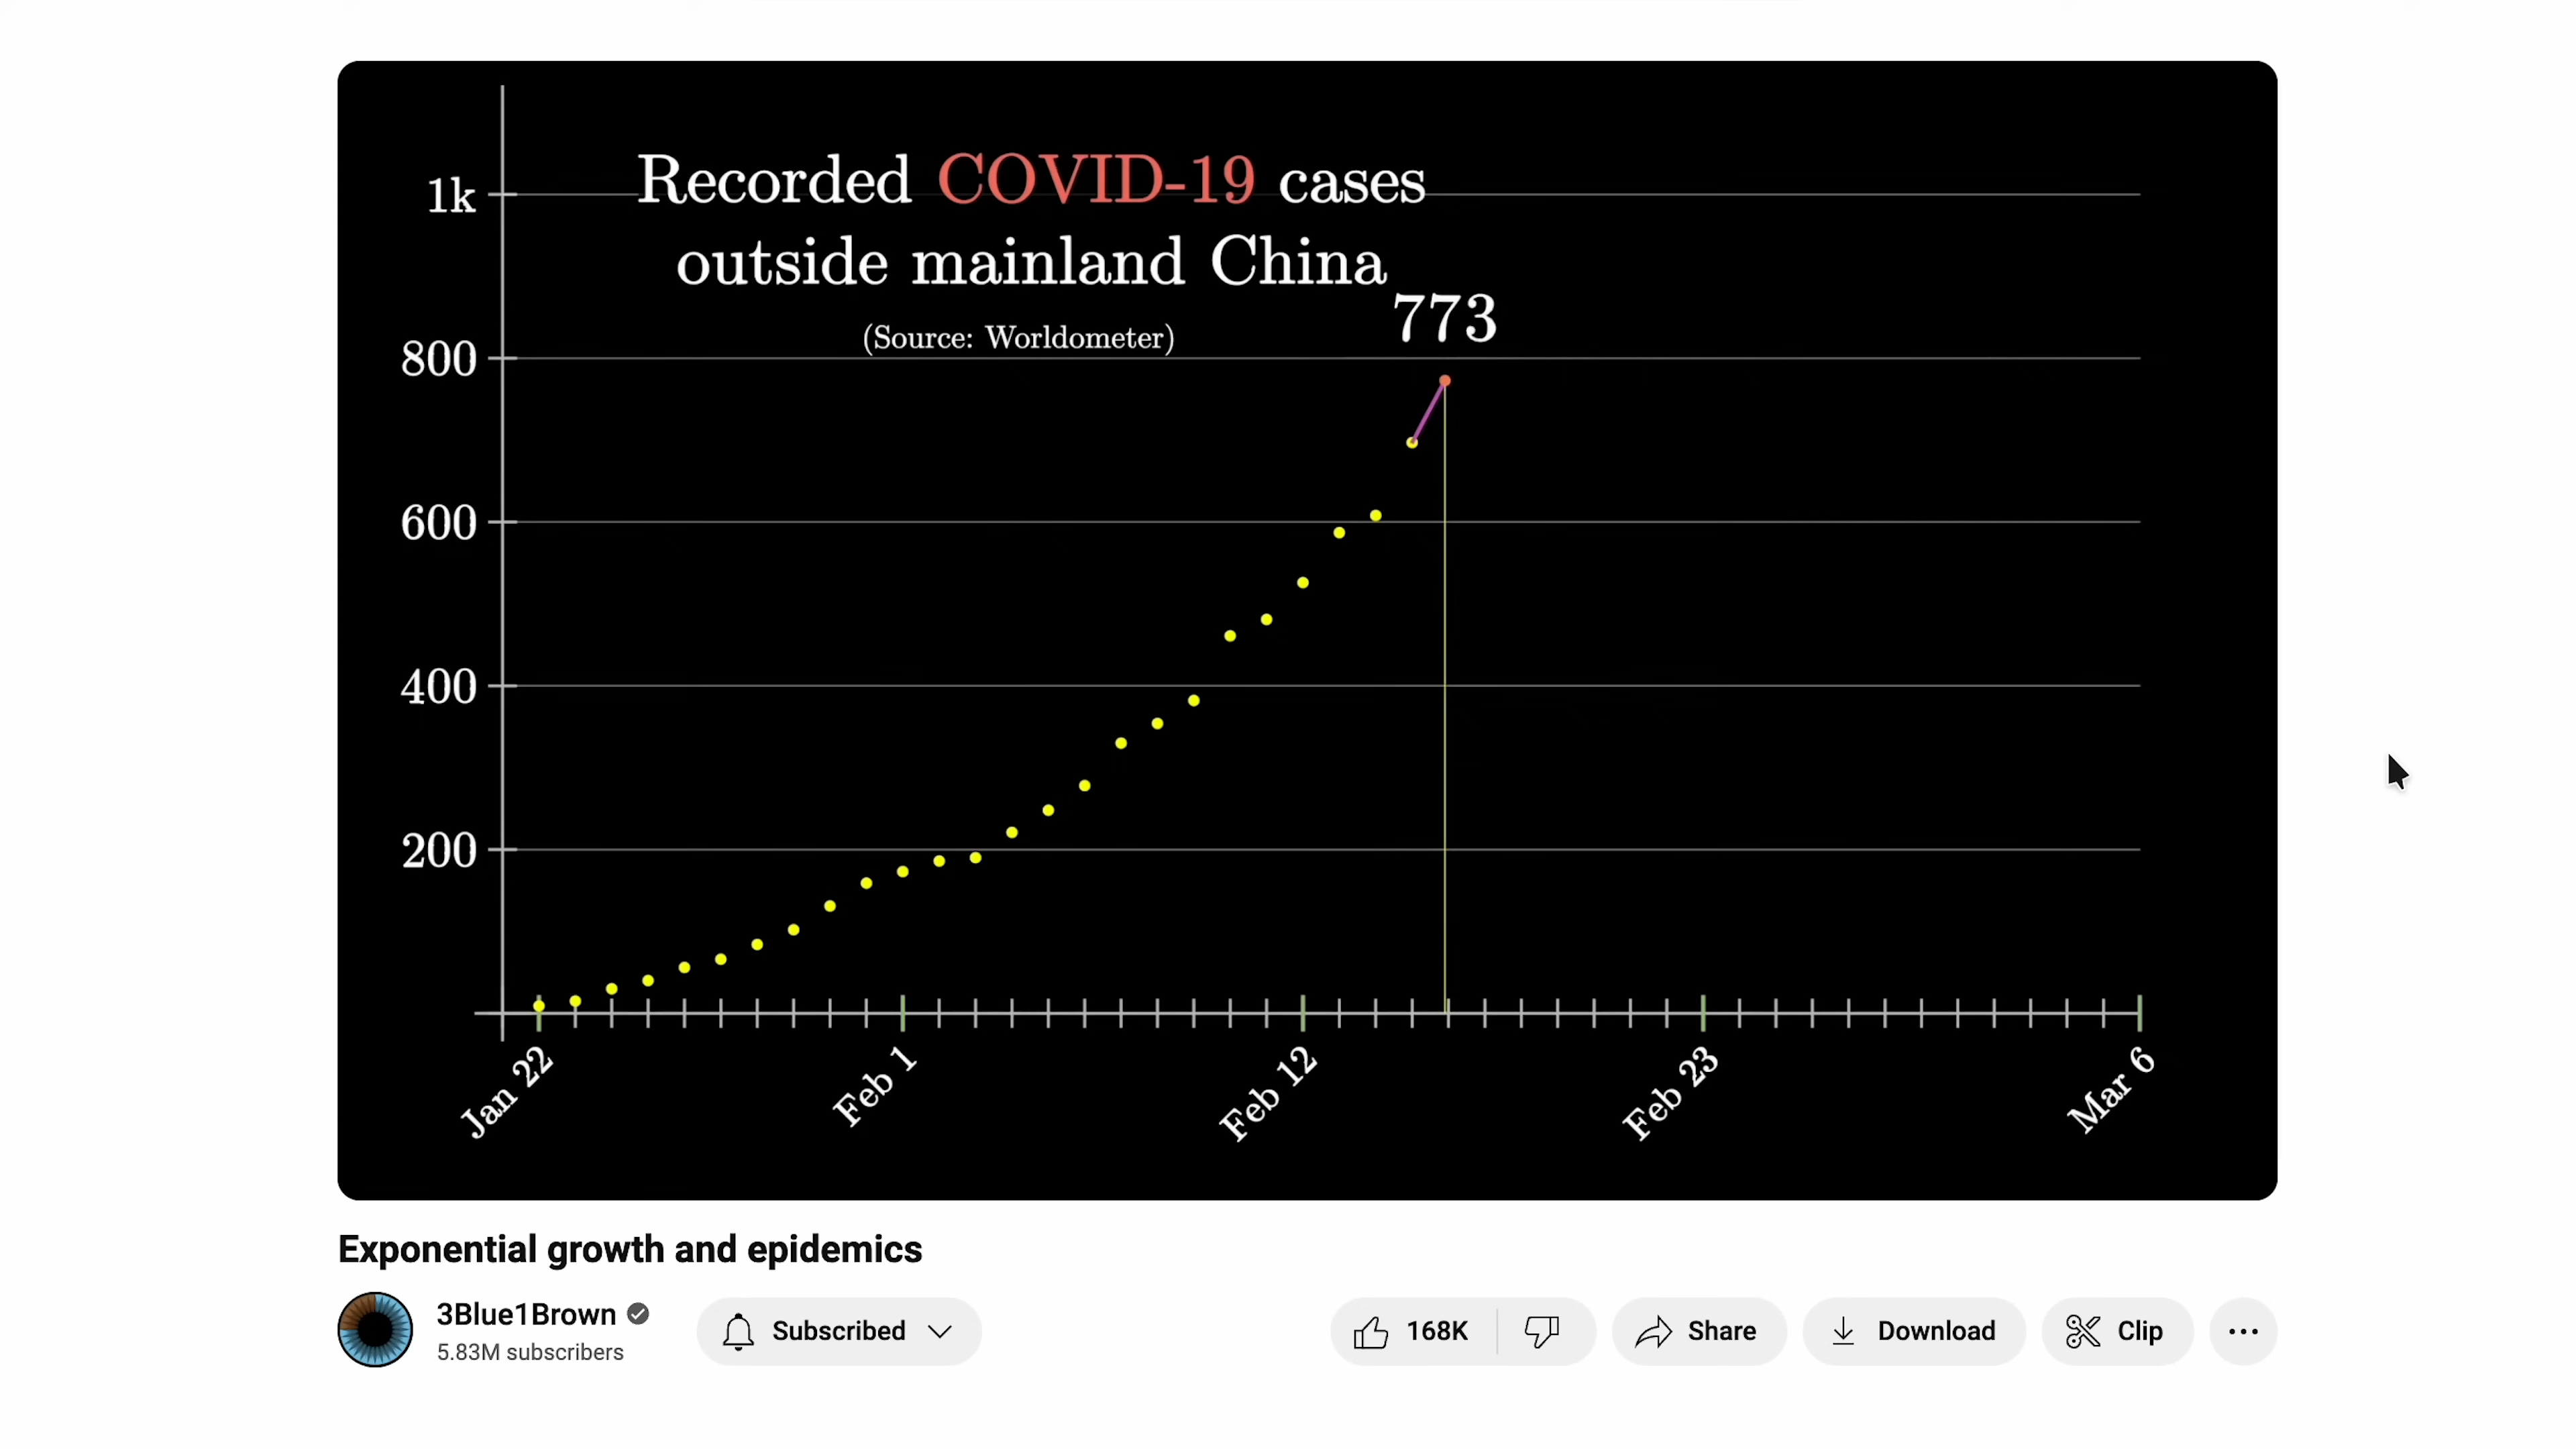 Recorded COVID-19 cases
outside mainland China
(Source: Worldometer)
773
1k
800
600
400
200
Jan 22
Feb 1
Feb 12
Feb 23
Mar 6
Exponential growth and epidemics
3Blue1Brown
5.83M subscribers
Subscribed
168K
Share
Download
Clip